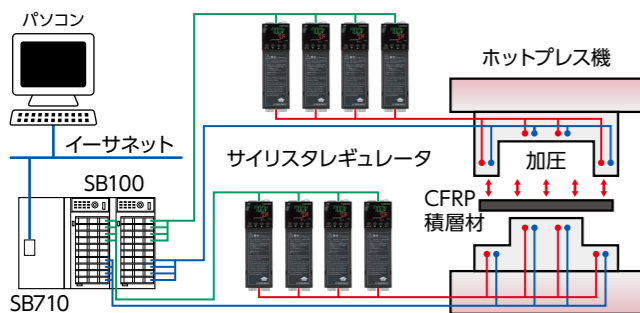 パソコン
ホットプレス機
イーサネット
サイリスタレギュレータ
加圧
SB100
CFRP
積層材
SB710